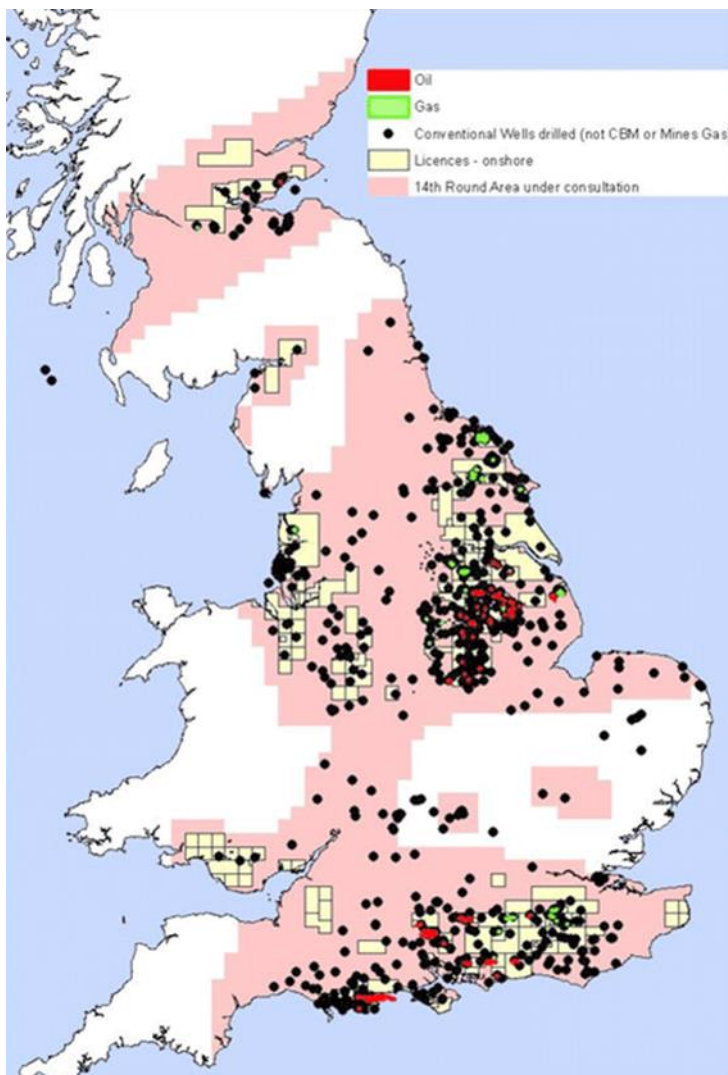 Oil
Gas
Conventional Wells drilled (not CBM or Mines Gas
Licences - onshore
14th Round Area under consultation